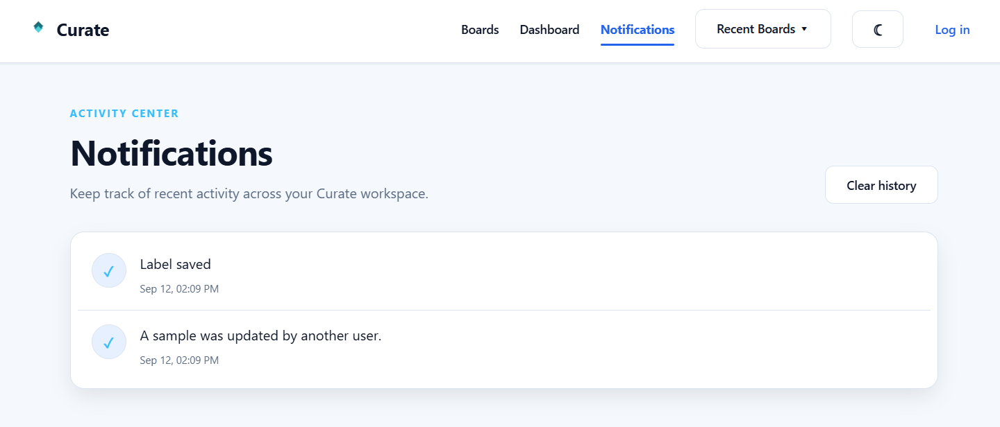 Curate
Boards
Dashboard
Notifications
Recent Boards
Log in
ACTIVITY CENTER
Notifications
Keep track of recent activity across your Curate workspace.
Clear history
Label saved
Sep 12, 02:09 PM
A sample was updated by another user.
Sep 12, 02:09 PM